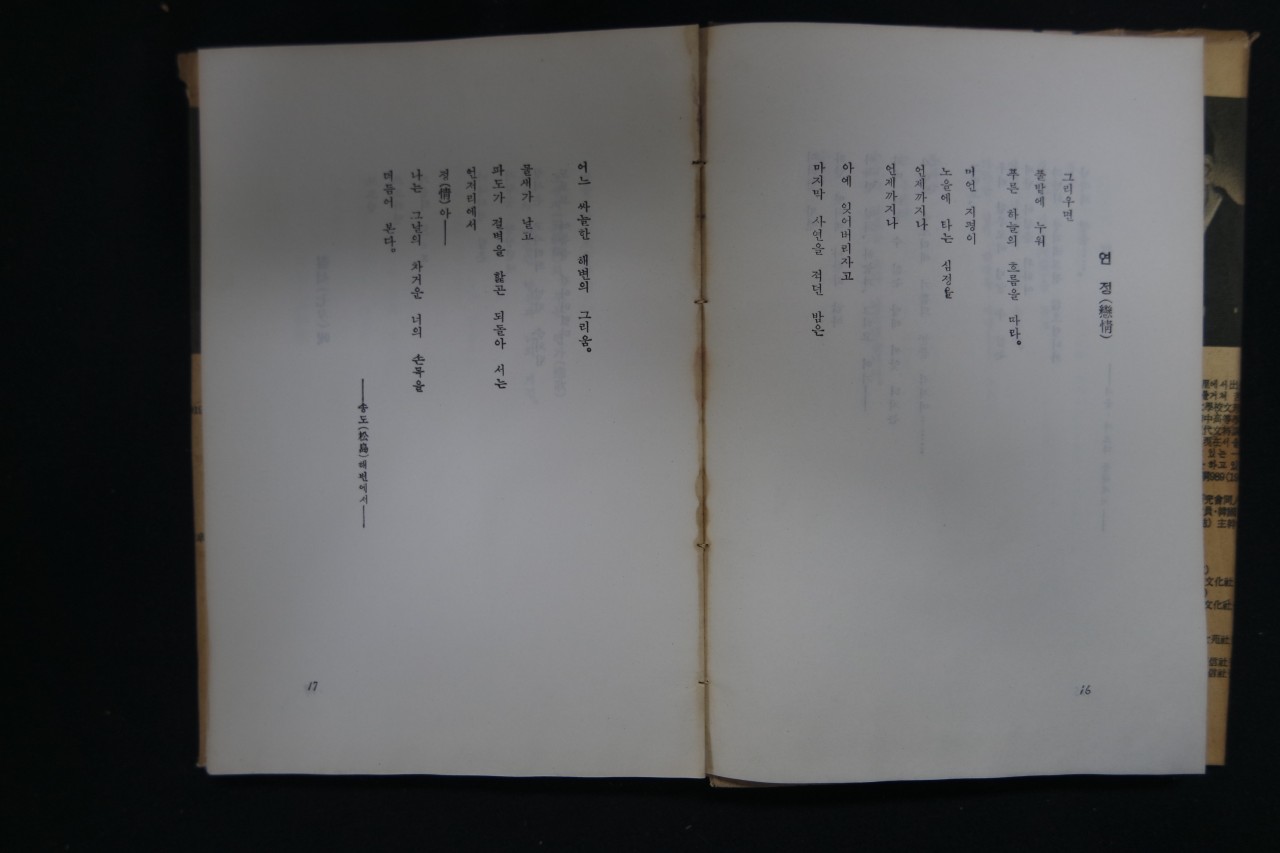 연 정(戀情)
그리우면
풀밭에 누워
푸른 하늘의 흐름을 따라。
머언 지평이
노을에 타는 심정을
언제까지나
언제까지나
아예 잊어버리자고
마지막 사연을 적던 밤은
16
어느 싸늘한 해변의 그리움。
물새가 날고
파도가 절벽을 핥곤 되돌아 서는
언저리에서
정(情)아——
나는 그날의 차거운 너의 손목을
더듬어 본다。
——송도(松島)해변에서——
17